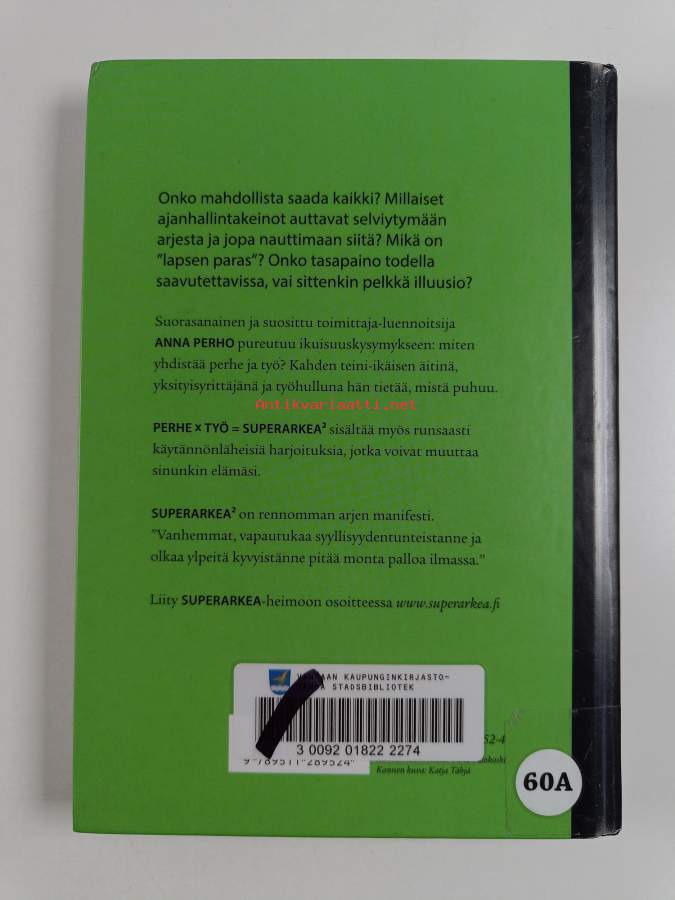 Onko mahdollista saada kaikki? Millaiset
ajanhallintakeinot auttavat selviytymään
arjesta ja jopa nauttimaan siitä? Mikä on
"lapsen paras"? Onko tasapaino todella
saavutettavissa, vai sittenkin pelkkä illuusio?
Suorasanainen ja suosittu toimittaja-luennoitsija
ANNA PERHO pureutuu ikuisuuskysymykseen: miten
yhdistää perhe ja työ? Kahden teini-ikäisen äitinä,
yksityisyrittäjänä ja työhulluna hän tietää, mistä puhuu.
Antikvariaatti.net
PERHE x TYÖ = SUPERARKEA² sisältää myös runsaasti
käytännönläheisiä harjoituksia, jotka voivat muuttaa
sinunkin elämäsi.
SUPERARKEA² on rennomman arjen manifesti.
"Vanhemmat, vapautukaa syyllisyydentunteistanne ja
olkaa ylpeitä kyvyistänne pitää monta palloa ilmassa."
Liity SUPERARKEA-heimoon osoitteessa www.superarkea.fi
KAUPUNGINKIRJASTO-
STADSBIBLIOTEK
52-4
3 0092 01822 2274
9 789511 289524
Kannen kuva: Katja Tähjä
60A